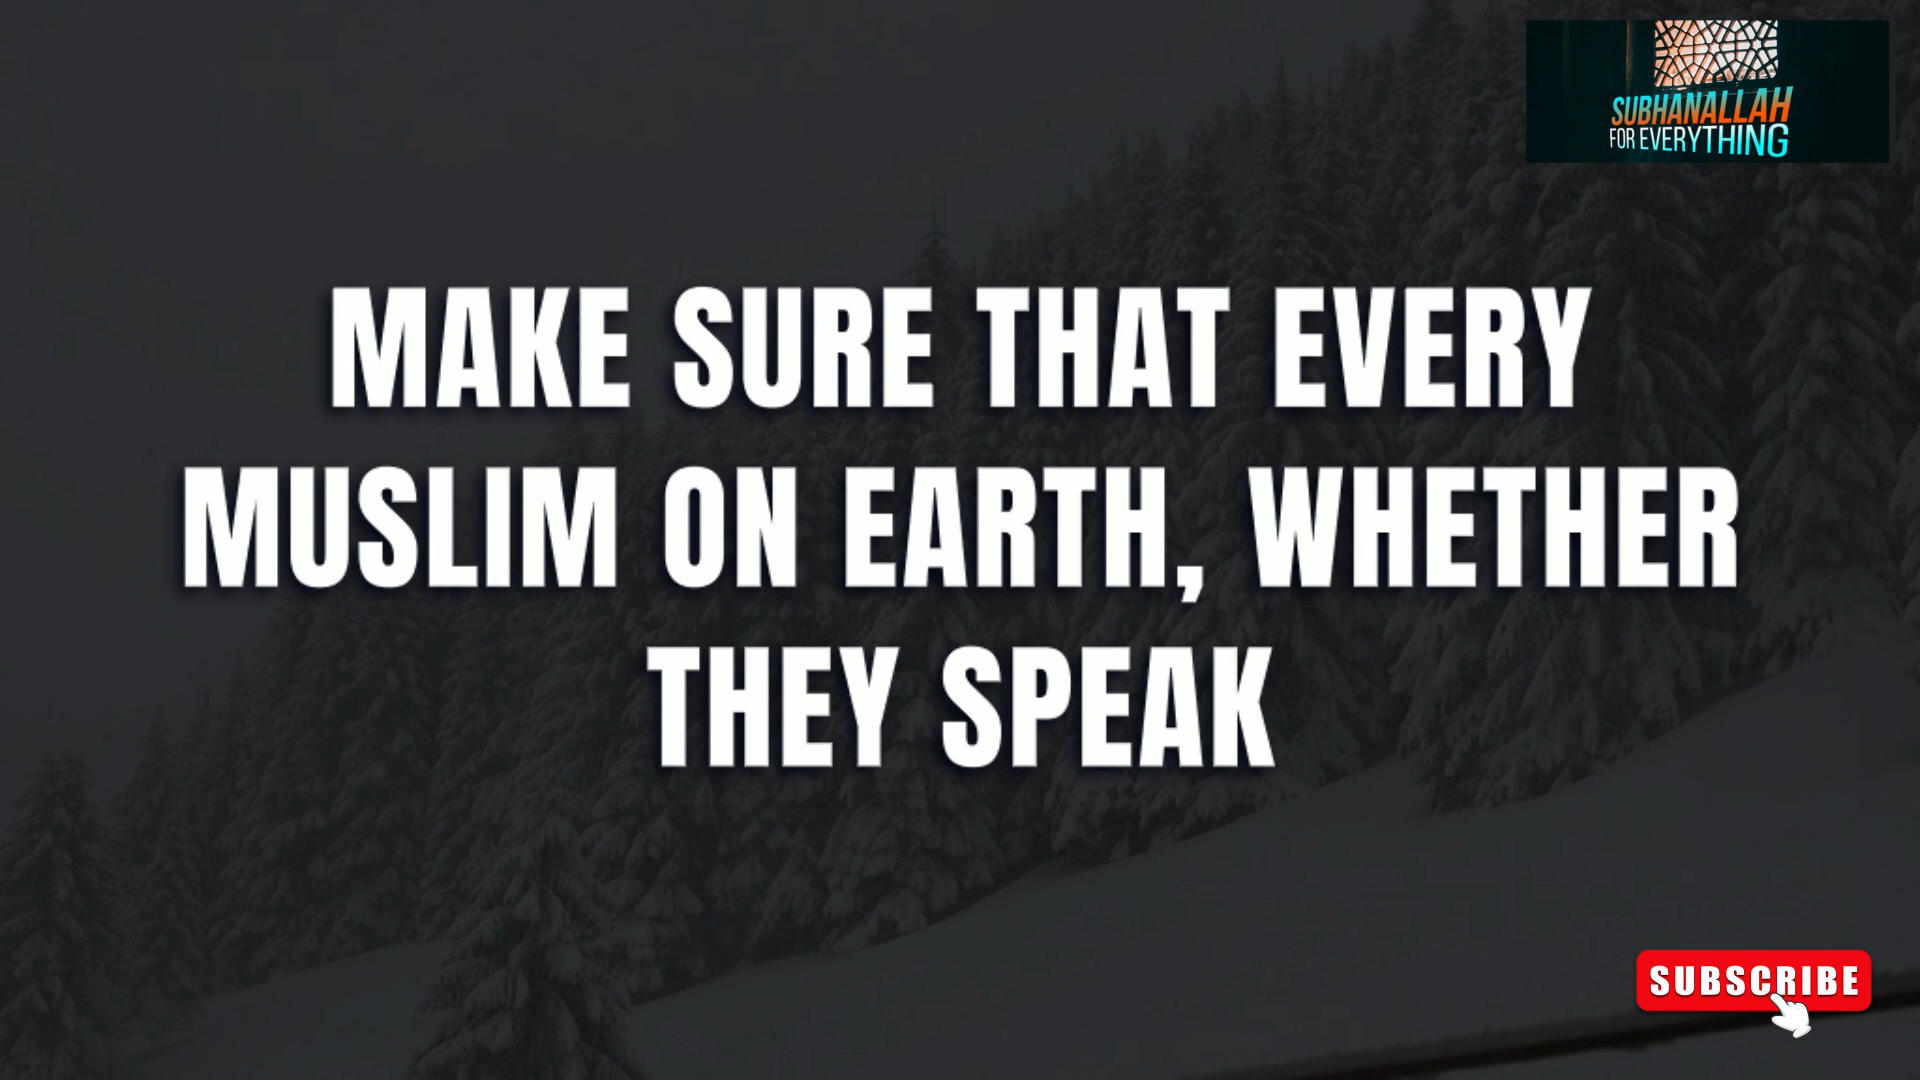 SUBHANALLAH
FOR EVERYTHING
MAKE SURE THAT EVERY
MUSLIM ON EARTH, WHETHER
THEY SPEAK
SUBSCRIBE